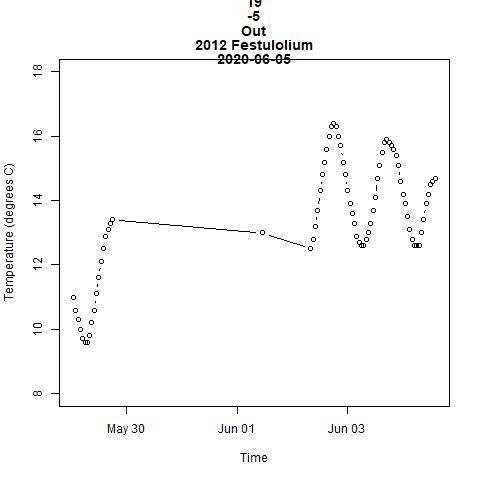 19
-5
Out
2012 Festulolium
2020-06-05
Temperature (degrees C)
18
16
14
12
10
8
May 30
Jun 01
Jun 03
Time